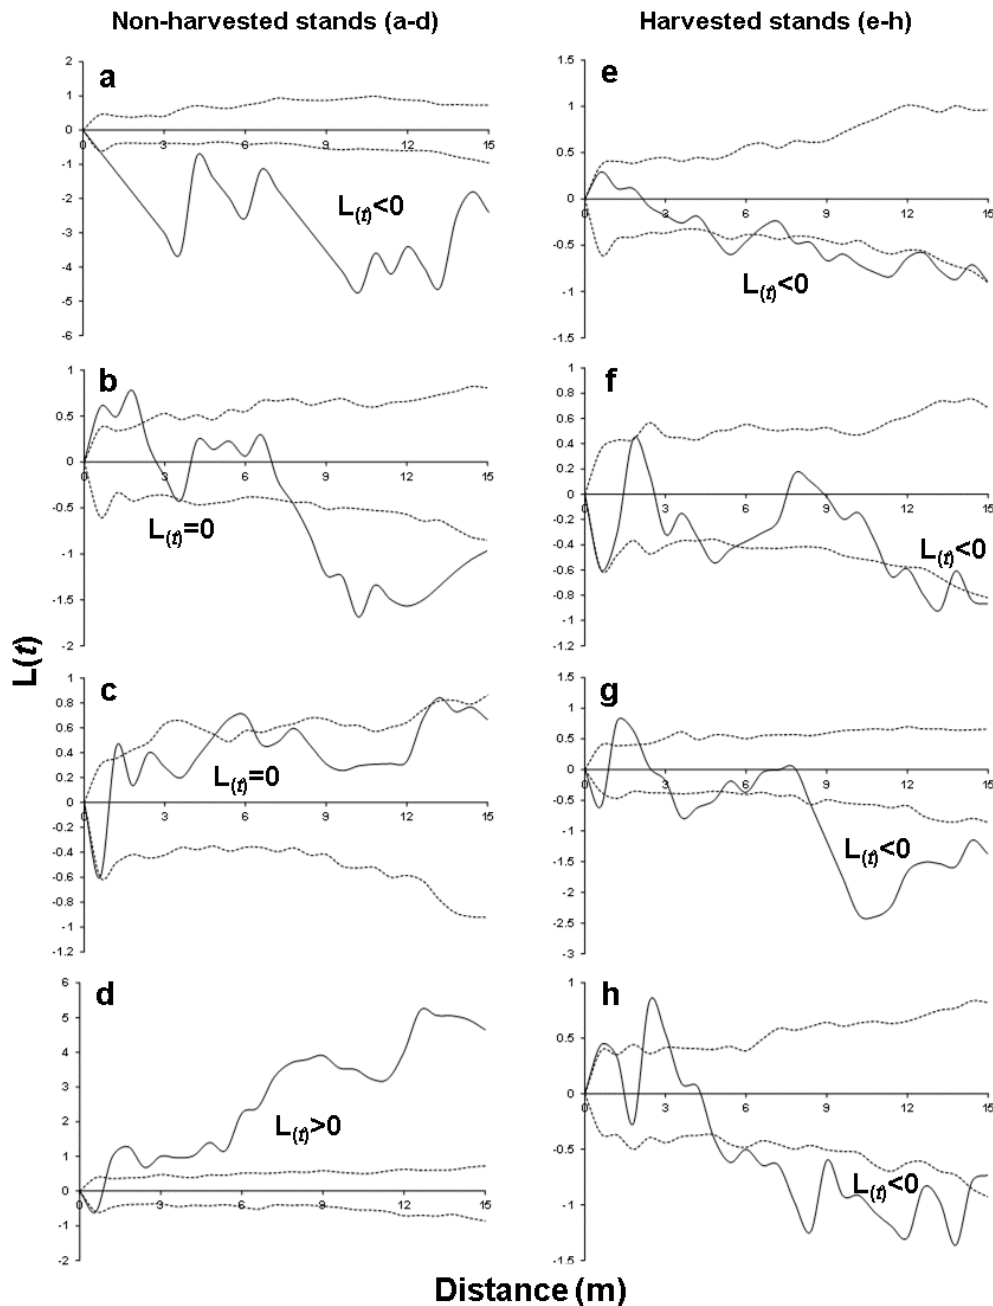 Non-harvested stands (a-d)
Harvested stands (e-h)
a
2
1
0
-1
-2
-3
-4
-5
-6
0 3 6 9 12 15
L(t)<0
e
1.5
1
0.5
0
-0.5
-1
-1.5
0 3 6 9 12 15
L(t)<0
b
1
0.5
0
-0.5
-1
-1.5
-2
0 3 6 9 12 15
L(t)=0
f
1
0.8
0.6
0.4
0.2
0
-0.2
-0.4
-0.6
-0.8
-1
-1.2
0 3 6 9 12 15
L(t)<0
L(t)
c
1
0.8
0.6
0.4
0.2
0
-0.2
-0.4
-0.6
-0.8
-1
-1.2
0 3 6 9 12 15
L(t)=0
g
1.5
1
0.5
0
-0.5
-1
-1.5
-2
-2.5
-3
0 3 6 9 12 15
L(t)<0
d
6
5
4
3
2
1
0
-1
-2
0 3 6 9 12 15
L(t)>0
h
1
0.5
0
-0.5
-1
-1.5
0 3 6 9 12 15
L(t)<0
Distance (m)